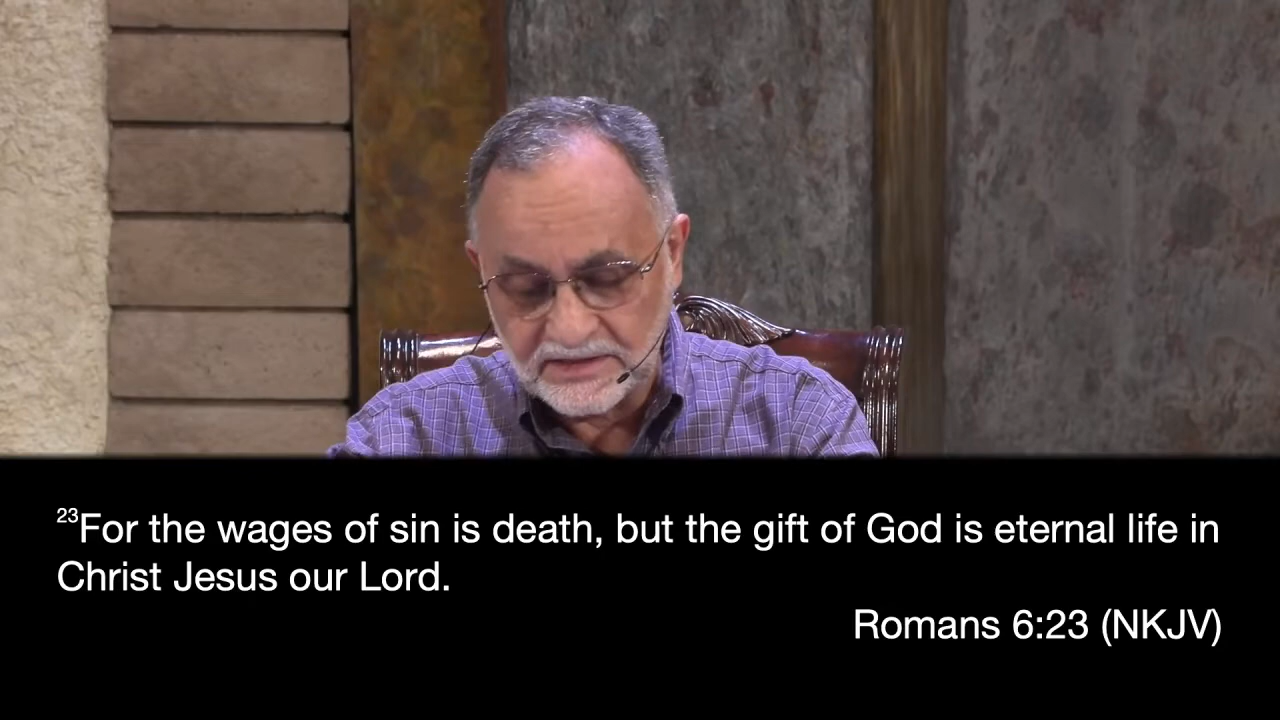 ²³For the wages of sin is death, but the gift of God is eternal life in
Christ Jesus our Lord.
Romans 6:23 (NKJV)